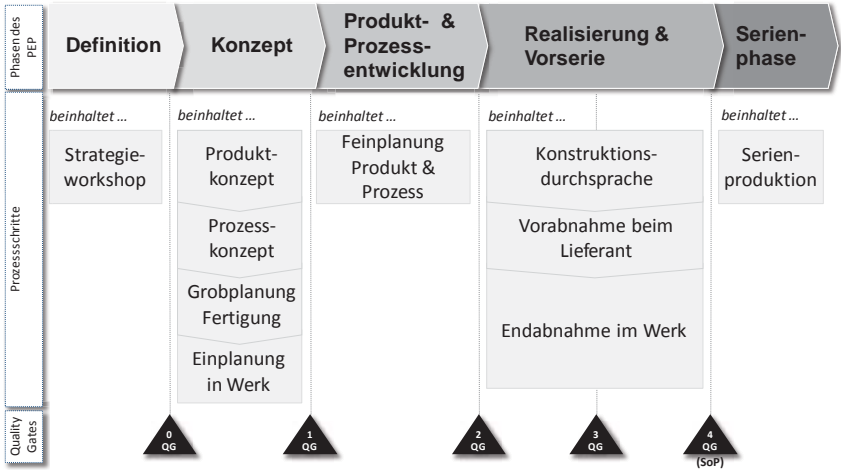 Phasen des
PEP
Definition
Konzept
Produkt- &
Prozess-
entwicklung
Realisierung &
Vorserie
Serien-
phase
Prozessschritte
beinhaltet ...
Strategie-
workshop
beinhaltet ...
Produkt-
konzept
Prozess-
konzept
Grobplanung
Fertigung
Einplanung
in Werk
beinhaltet ...
Feinplanung
Produkt &
Prozess
beinhaltet ...
Konstruktions-
durchsprache
Vorabnahme beim
Lieferant
Endabnahme im Werk
beinhaltet ...
Serien-
produktion
Quality
Gates
0
QG
1
QG
2
QG
3
QG
4
QG
(SoP)